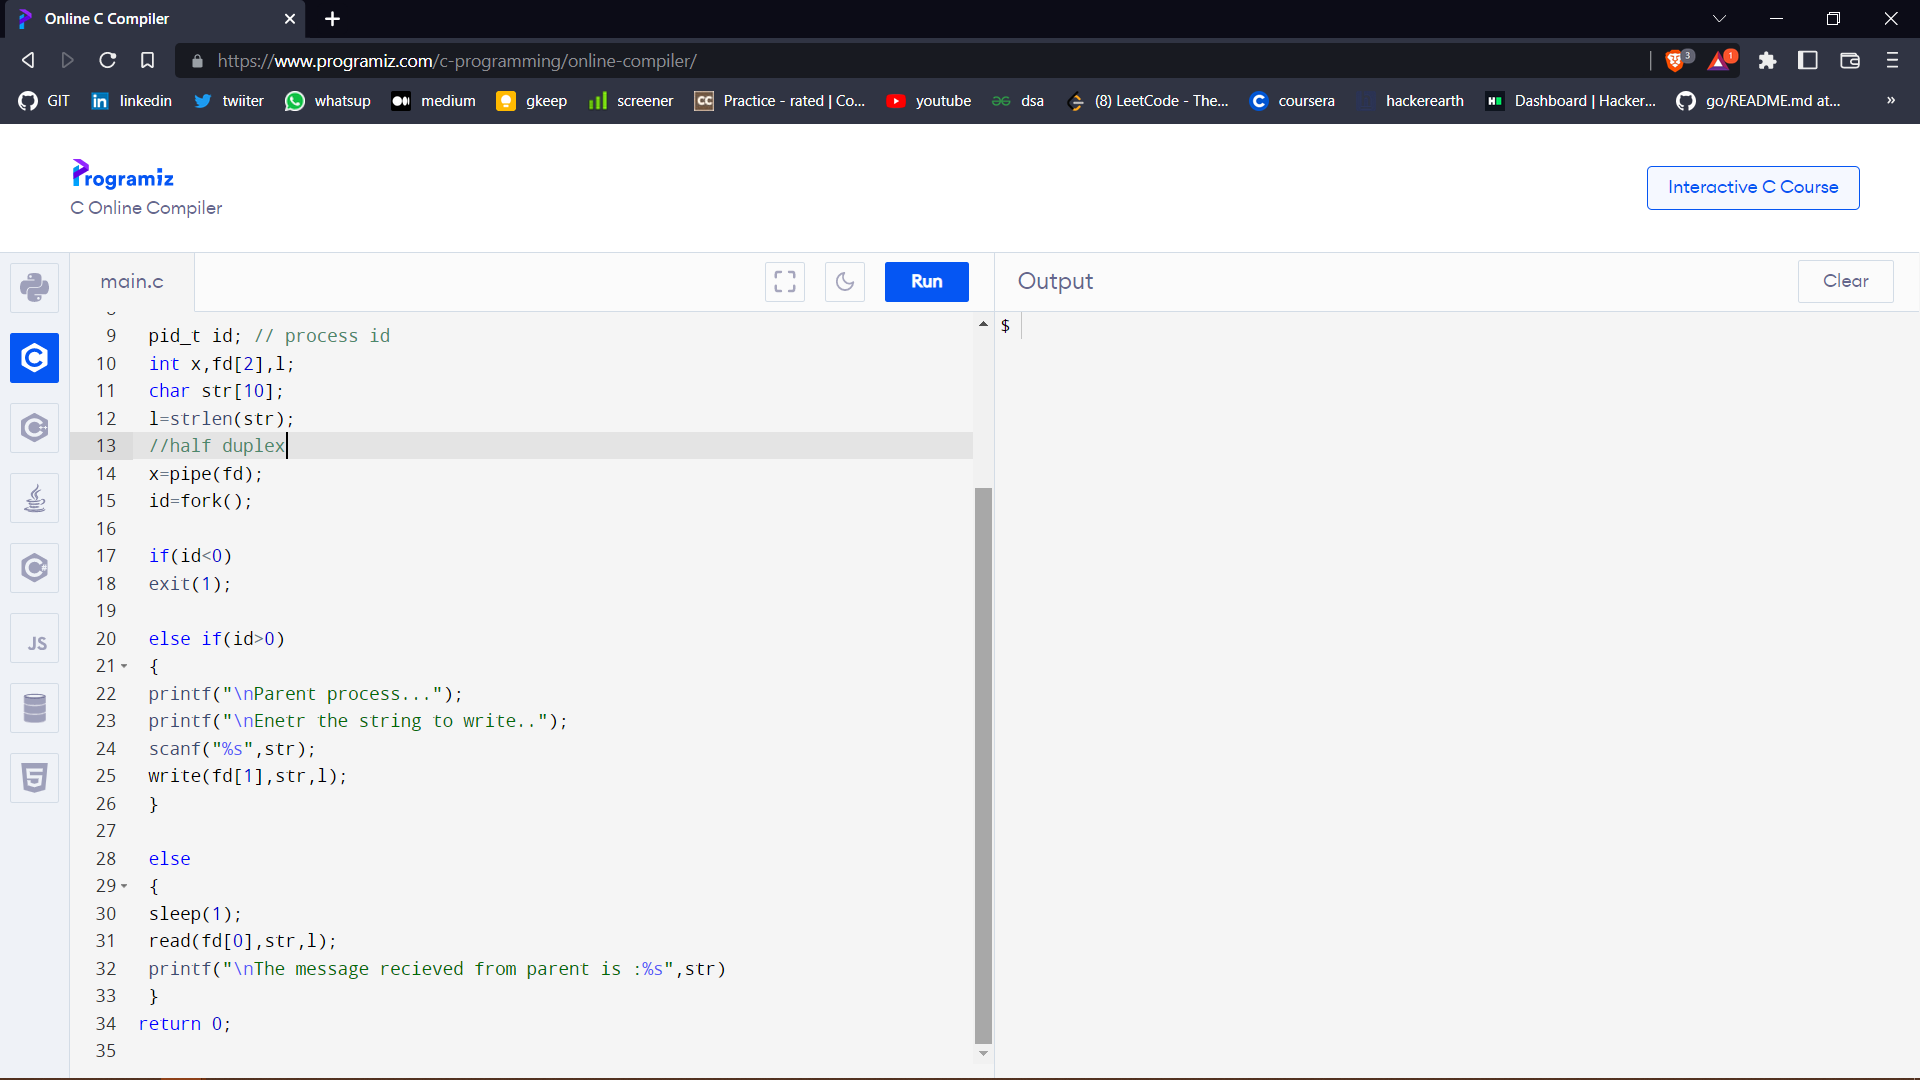 Online C Compiler
https://www.programiz.com/c-programming/online-compiler/
3
1
GIT linkedin twiiter whatsup medium gkeep screener Practice - rated | Co... youtube dsa (8) LeetCode - The... coursera hackerearth Dashboard | Hacker... go/README.md at... »
Programiz
C Online Compiler
Interactive C Course
main.c
Run
Output
Clear
9 pid_t id; // process id
10 int x,fd[2],l;
11 char str[10];
12 l=strlen(str);
13 //half duplex
14 x=pipe(fd);
15 id=fork();
16
17 if(id<0)
18 exit(1);
19
20 else if(id>0)
21 {
22 printf("\nParent process...");
23 printf("\nEnetr the string to write..");
24 scanf("%s",str);
25 write(fd[1],str,l);
26 }
27
28 else
29 {
30 sleep(1);
31 read(fd[0],str,l);
32 printf("\nThe message recieved from parent is :%s",str)
33 }
34 return 0;
35
$
JS